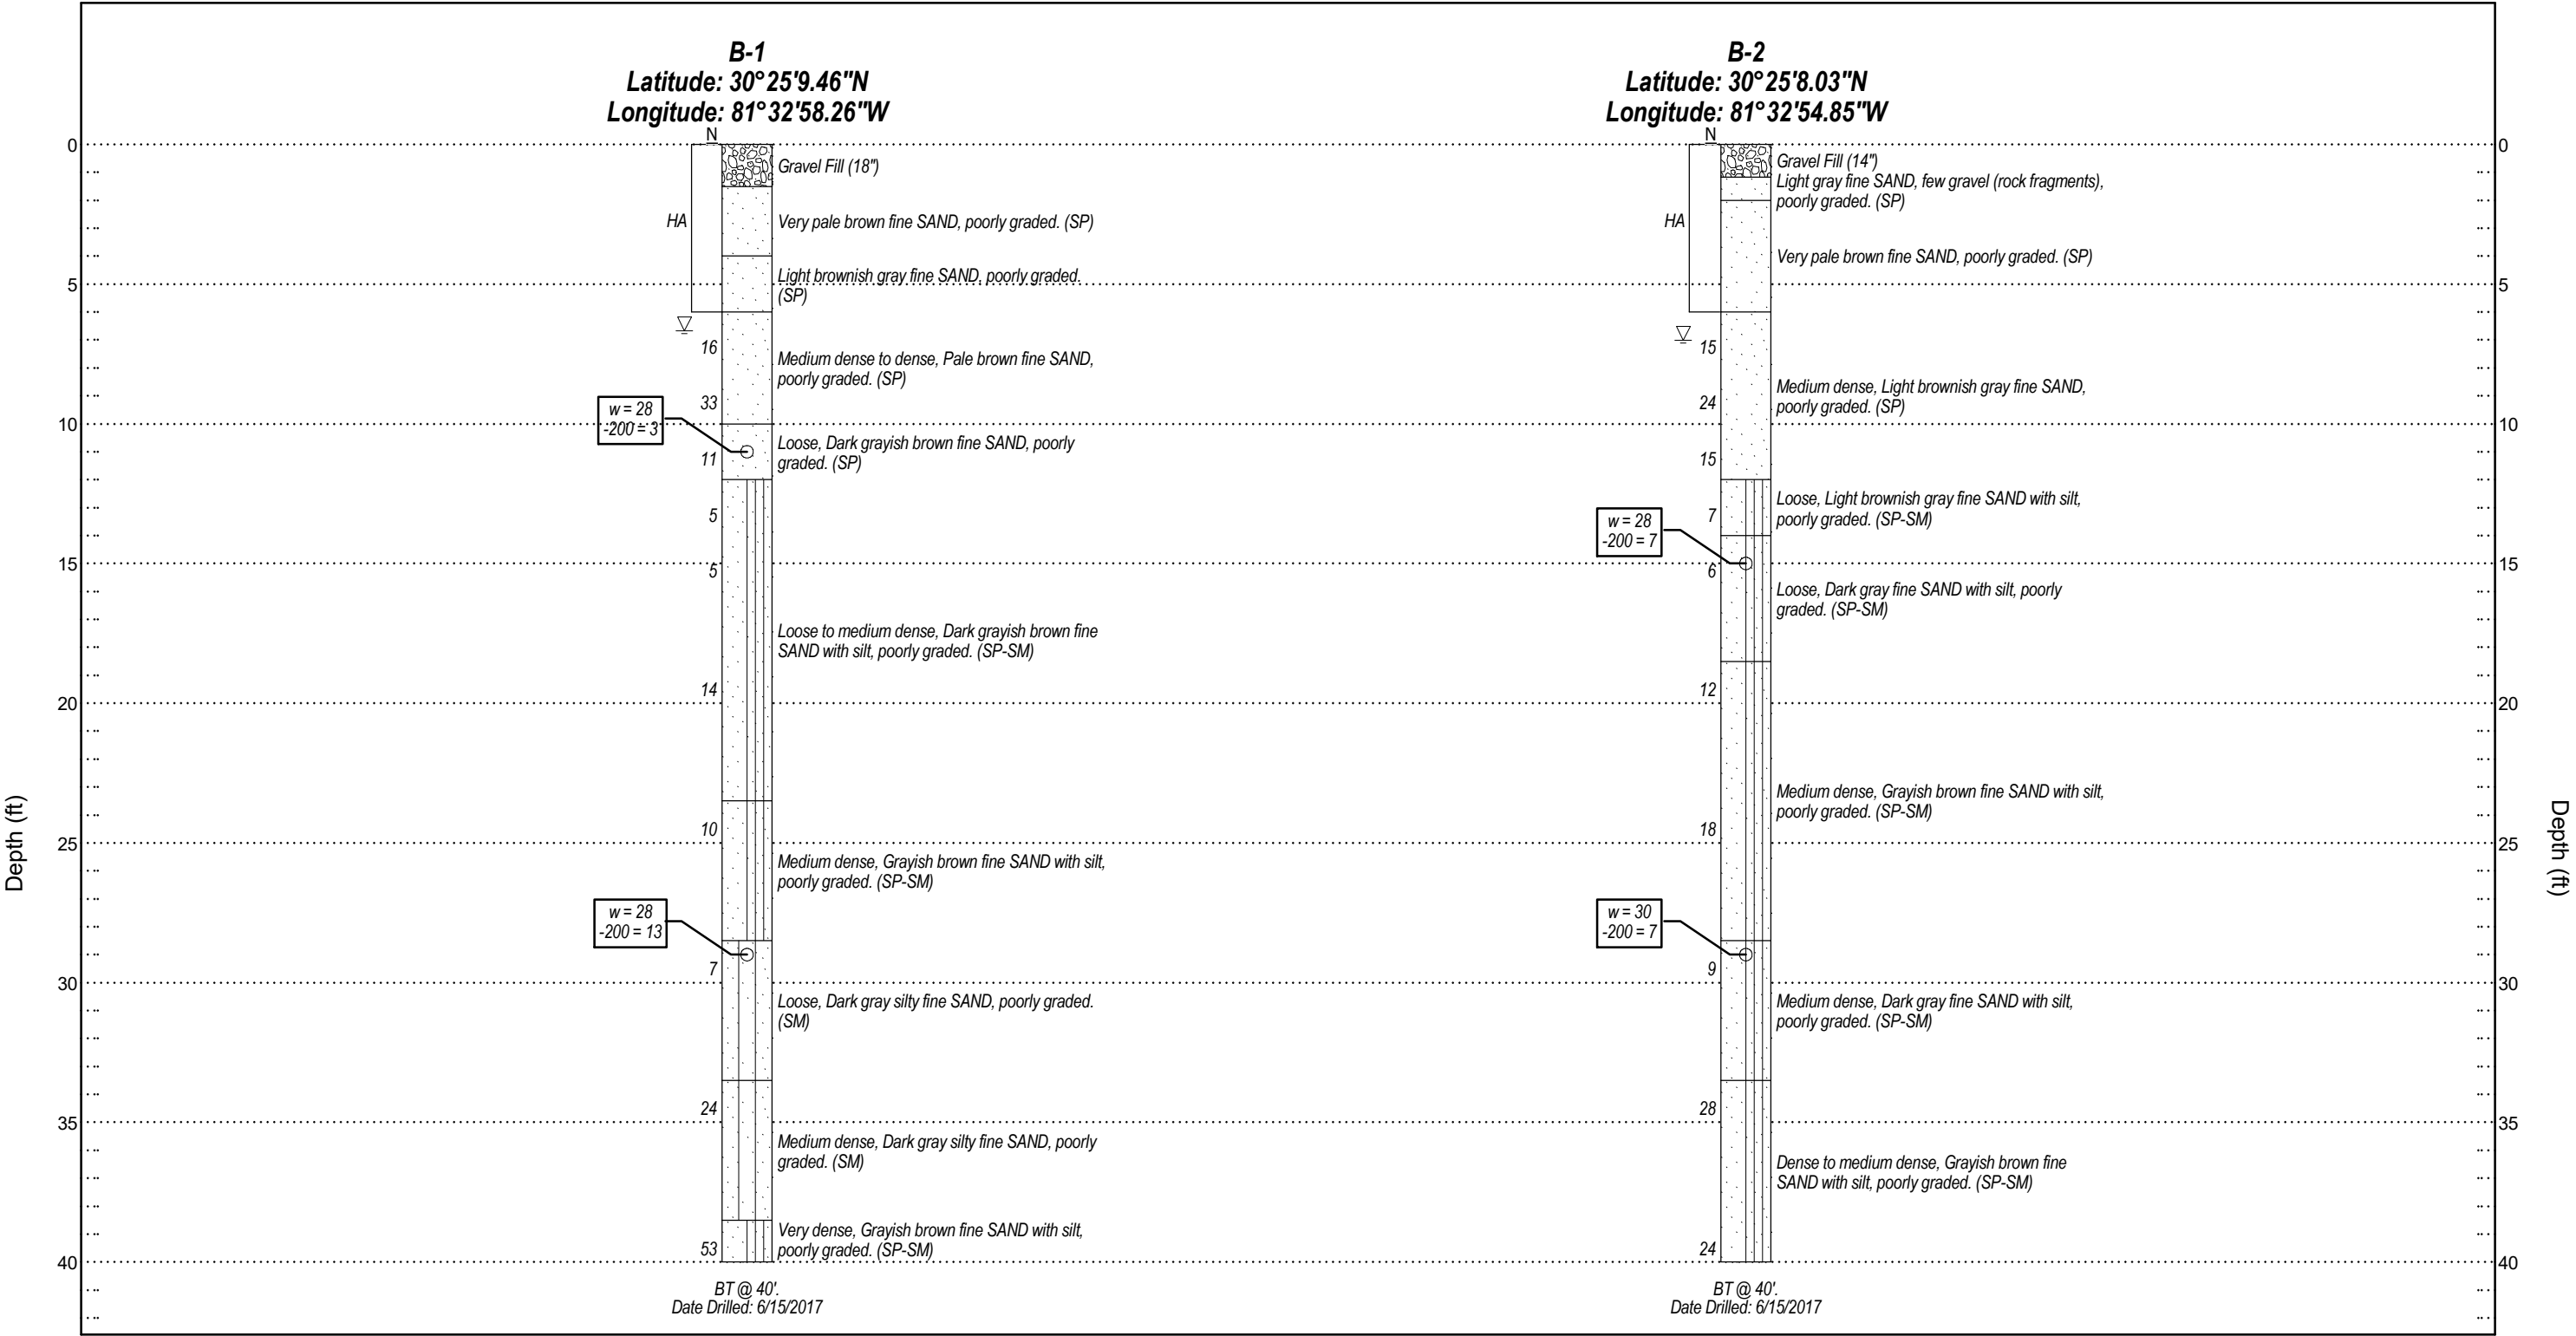 B-1
Latitude: 30°25'9.46"N
Longitude: 81°32'58.26"W
N
Gravel Fill (18")
HA
Very pale brown fine SAND, poorly graded. (SP)
Light brownish gray fine SAND, poorly graded.
(SP)
16
Medium dense to dense, Pale brown fine SAND,
poorly graded. (SP)
33
w = 28
-200 = 3
Loose, Dark grayish brown fine SAND, poorly
graded. (SP)
11
5
5
Loose to medium dense, Dark grayish brown fine
SAND with silt, poorly graded. (SP-SM)
14
10
Medium dense, Grayish brown fine SAND with silt,
poorly graded. (SP-SM)
w = 28
-200 = 13
7
Loose, Dark gray silty fine SAND, poorly graded.
(SM)
24
Medium dense, Dark gray silty fine SAND, poorly
graded. (SM)
Very dense, Grayish brown fine SAND with silt,
poorly graded. (SP-SM)
53
BT @ 40'.
Date Drilled: 6/15/2017
B-2
Latitude: 30°25'8.03"N
Longitude: 81°32'54.85"W
N
Gravel Fill (14")
Light gray fine SAND, few gravel (rock fragments),
poorly graded. (SP)
HA
Very pale brown fine SAND, poorly graded. (SP)
15
Medium dense, Light brownish gray fine SAND,
poorly graded. (SP)
24
15
Loose, Light brownish gray fine SAND with silt,
poorly graded. (SP-SM)
7
w = 28
-200 = 7
6
Loose, Dark gray fine SAND with silt, poorly
graded. (SP-SM)
12
Medium dense, Grayish brown fine SAND with silt,
poorly graded. (SP-SM)
18
w = 30
-200 = 7
9
Medium dense, Dark gray fine SAND with silt,
poorly graded. (SP-SM)
28
Dense to medium dense, Grayish brown fine
SAND with silt, poorly graded. (SP-SM)
24
BT @ 40'.
Date Drilled: 6/15/2017
Depth (ft)
0
5
10
15
20
25
30
35
40
0
5
10
15
20
25
30
35
40
Depth (ft)